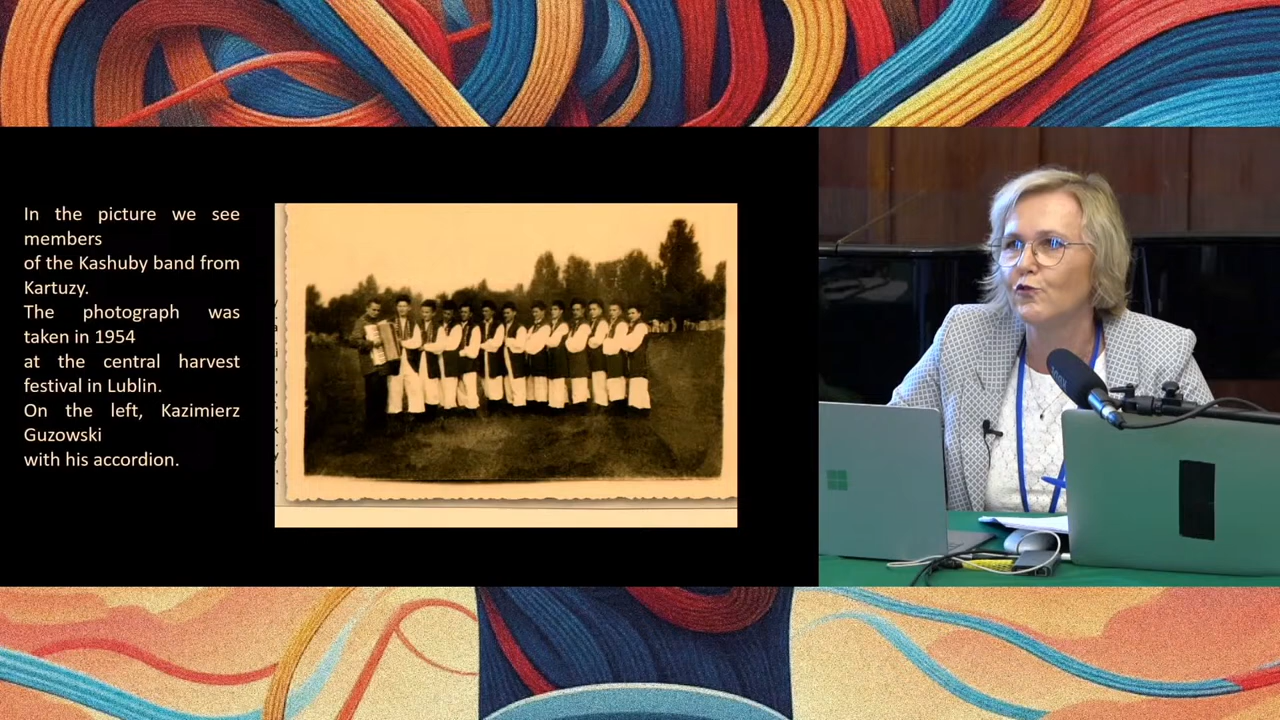 In the picture we see
members
of the Kashuby band from
Kartuzy.
The photograph was
taken in 1954
at the central harvest
festival in Lublin.
On the left, Kazimierz
Guzowski
with his accordion.